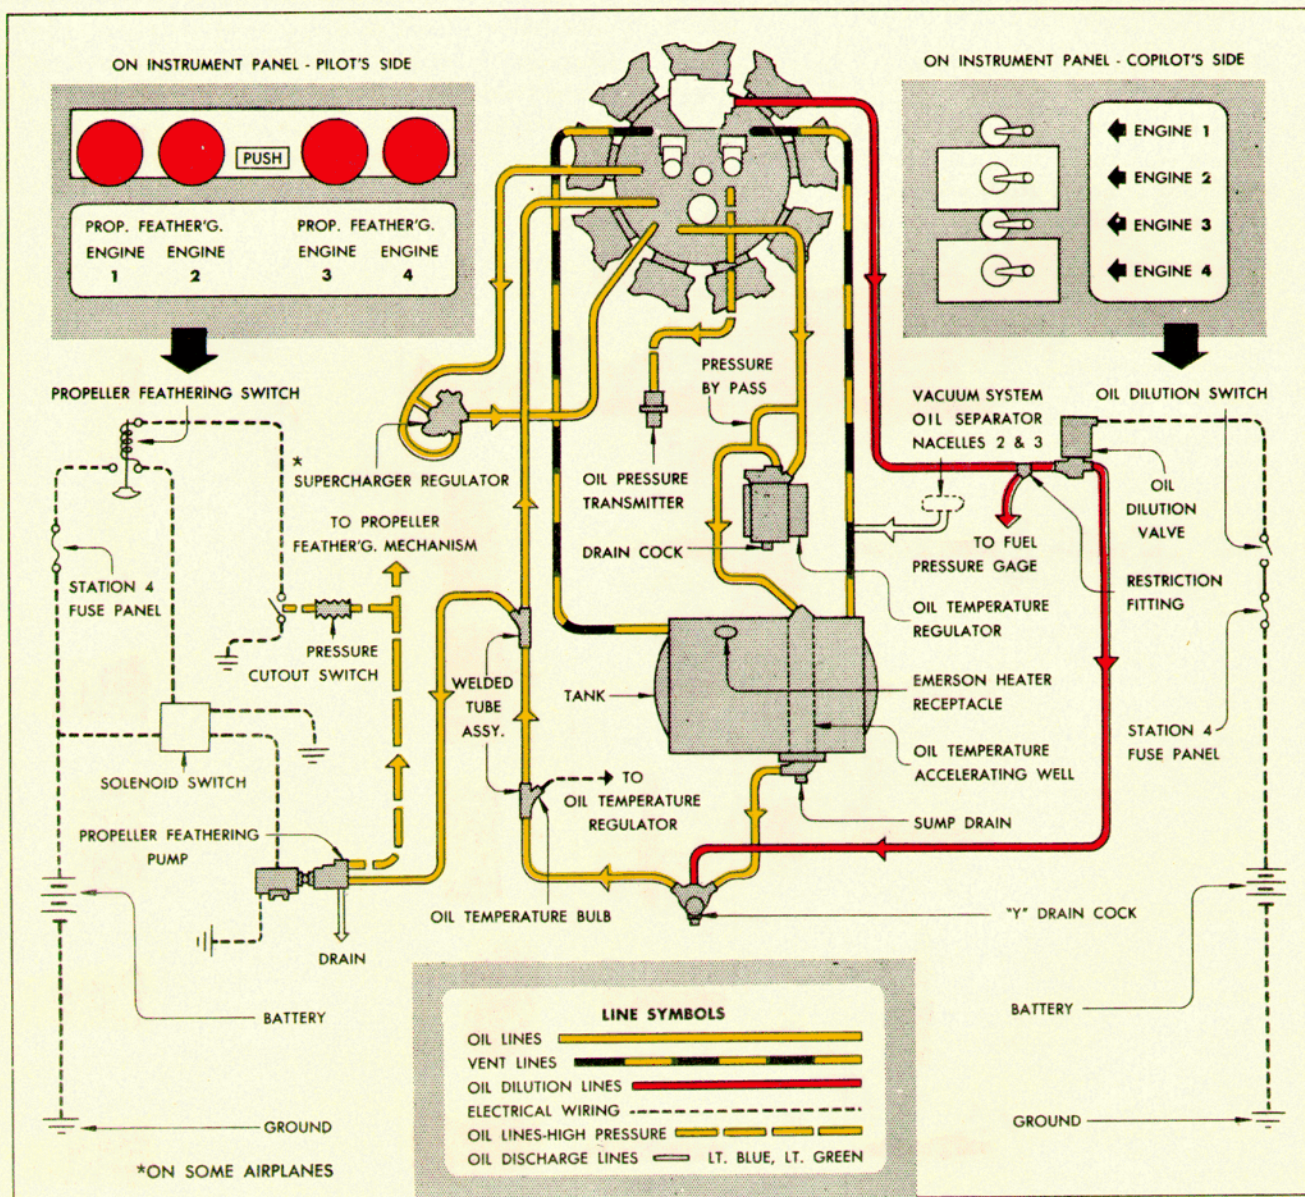 ON INSTRUMENT PANEL - PILOT'S SIDE
PUSH
PROP. FEATHER'G.
ENGINE ENGINE
1 2
PROP. FEATHER'G.
ENGINE ENGINE
3 4
ON INSTRUMENT PANEL - COPILOT'S SIDE
ENGINE 1
ENGINE 2
ENGINE 3
ENGINE 4
PROPELLER FEATHERING SWITCH
*
SUPERCHARGER REGULATOR
TO PROPELLER
FEATHER'G. MECHANISM
STATION 4
FUSE PANEL
PRESSURE
CUTOUT SWITCH
SOLENOID SWITCH
PROPELLER FEATHERING
PUMP
DRAIN
BATTERY
GROUND
*ON SOME AIRPLANES
PRESSURE
BY PASS
OIL PRESSURE
TRANSMITTER
DRAIN COCK
WELDED
TUBE
ASSY.
TANK
TO
OIL TEMPERATURE
REGULATOR
OIL TEMPERATURE BULB
VACUUM SYSTEM
OIL SEPARATOR
NACELLES 2 & 3
OIL DILUTION SWITCH
OIL
DILUTION
VALVE
TO FUEL
PRESSURE GAGE
RESTRICTION
FITTING
OIL TEMPERATURE
REGULATOR
EMERSON HEATER
RECEPTACLE
STATION 4
FUSE PANEL
OIL TEMPERATURE
ACCELERATING WELL
SUMP DRAIN
"Y" DRAIN COCK
BATTERY
GROUND
LINE SYMBOLS
OIL LINES
VENT LINES
OIL DILUTION LINES
ELECTRICAL WIRING
OIL LINES-HIGH PRESSURE
OIL DISCHARGE LINES LT. BLUE, LT. GREEN